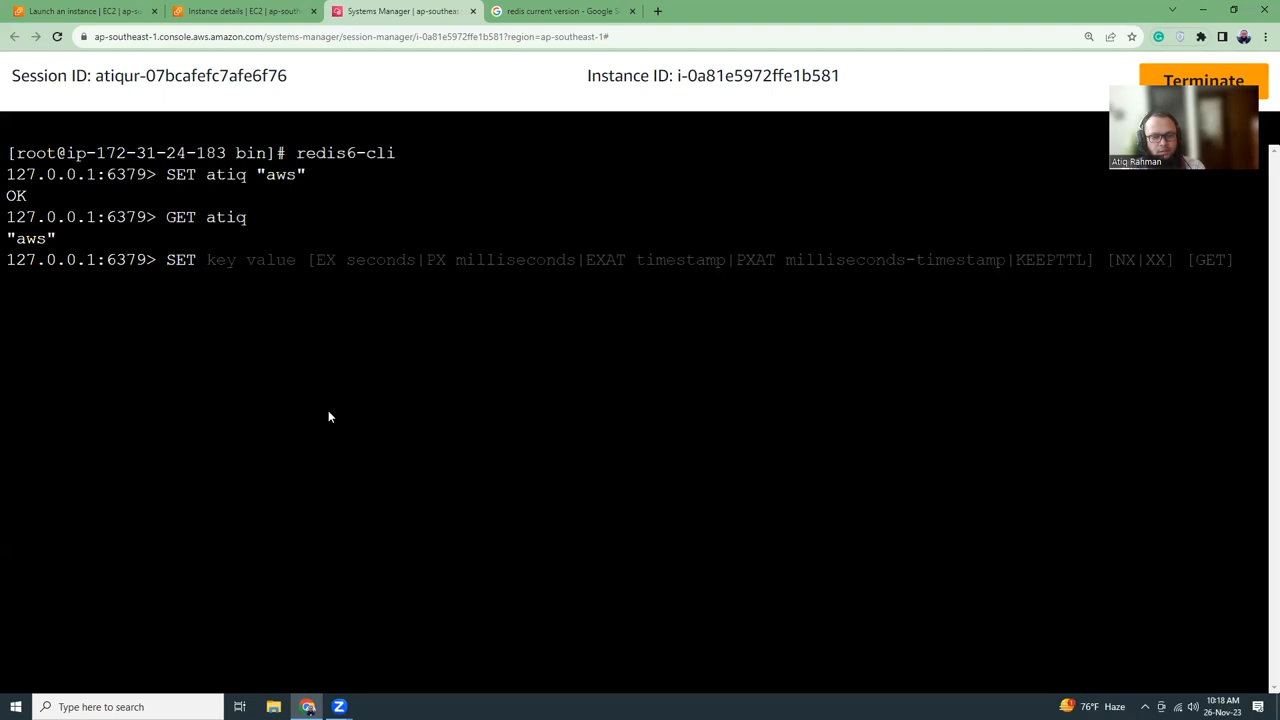 Launch an instance | EC2 | ap-so
Instance details | EC2 | ap-south
Systems Manager | ap-southeas
redis current version - Google S
ap-southeast-1.console.aws.amazon.com/systems-manager/session-manager/i-0a81e5972ffe1b581?region=ap-southeast-1#
Session ID: atiqur-07bcafefc7afe6f76
Instance ID: i-0a81e5972ffe1b581
Terminate
Atiq Rahman
[root@ip-172-31-24-183 bin]# redis6-cli
127.0.0.1:6379> SET atiq "aws"
OK
127.0.0.1:6379> GET atiq
"aws"
127.0.0.1:6379> SET key value [EX seconds|PX milliseconds|EXAT timestamp|PXAT milliseconds-timestamp|KEEPTTL] [NX|XX] [GET]
Type here to search
76°F Haze
10:18 AM
26-Nov-23